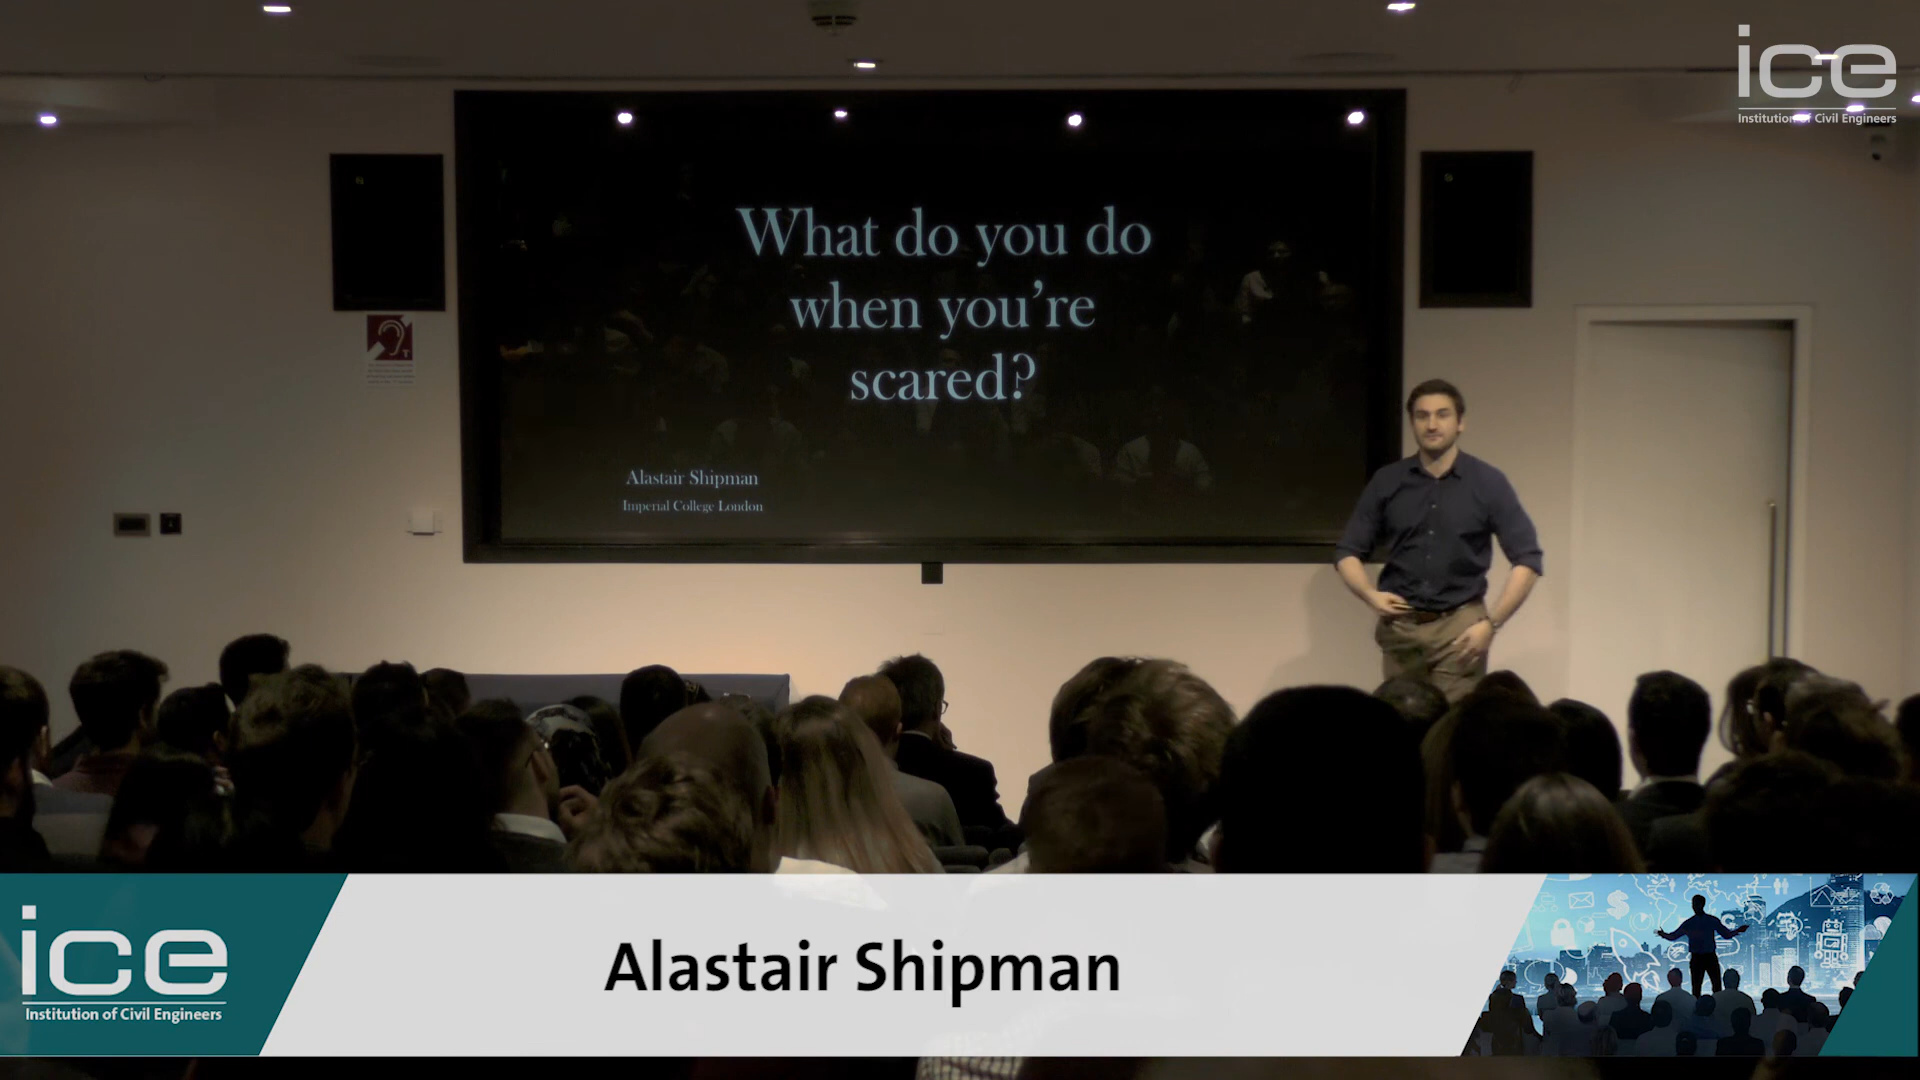 ice
Institution of Civil Engineers
What do you do
when you're
scared?
Alastair Shipman
Imperial College London
T
ice
Institution of Civil Engineers
Alastair Shipman